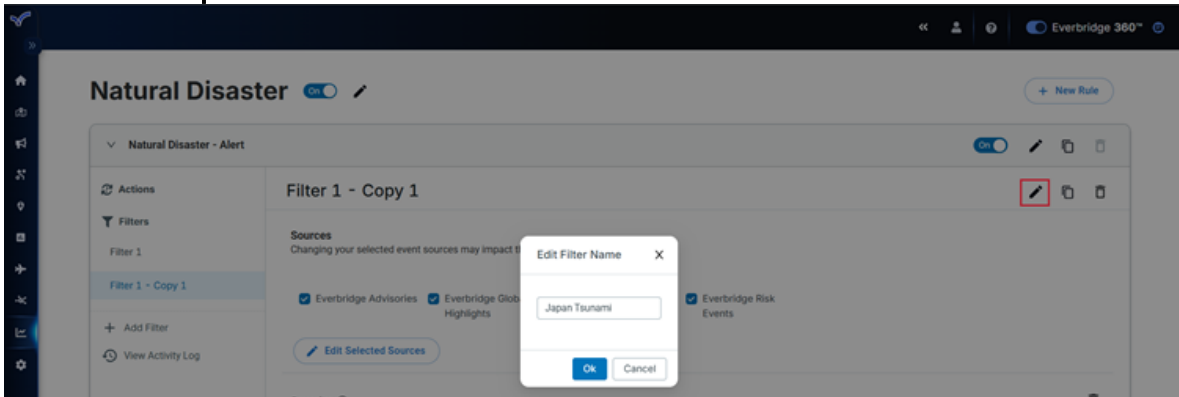 Everbridge 360™
Natural Disaster
On
+ New Rule
Natural Disaster - Alert
On
Actions
Filter 1 - Copy 1
Filters
Filter 1
Filter 1 - Copy 1
+ Add Filter
View Activity Log
Sources
Changing your selected event sources may impact
Everbridge Advisories
Everbridge Glob
Highlights
Everbridge Risk
Events
Edit Selected Sources
Edit Filter Name
X
Japan Tsunami
Ok
Cancel